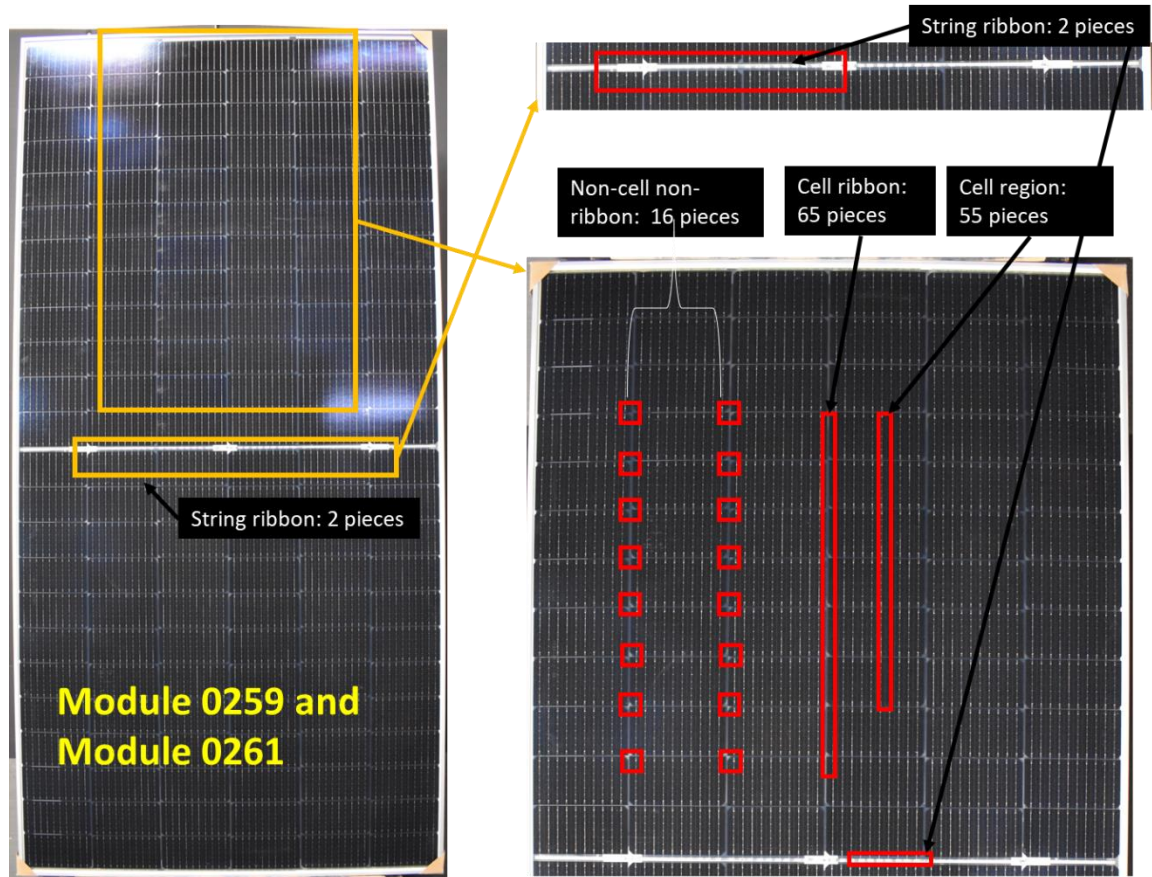 String ribbon: 2 pieces
Non-cell non-
ribbon:  16 pieces
Cell ribbon:
65 pieces
Cell region:
55 pieces
String ribbon: 2 pieces
Module 0259 and
Module 0261